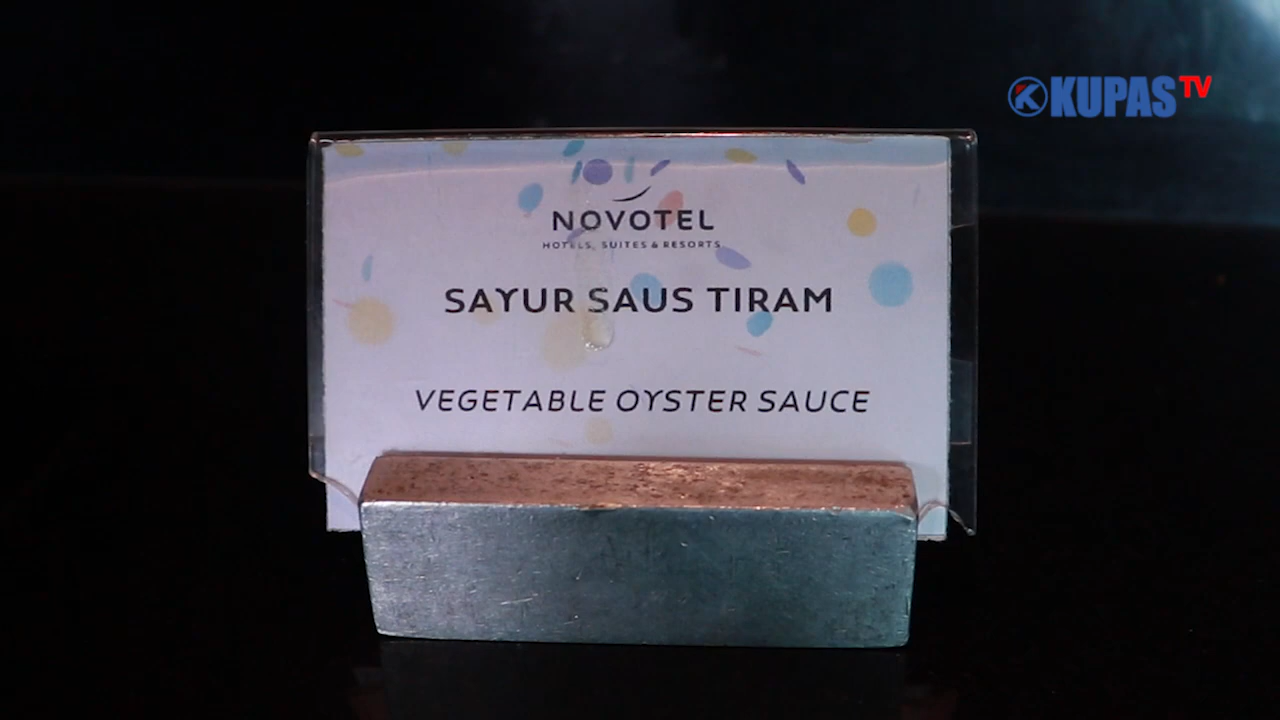 KUPAS TV
NOVOTEL
HOTELS, SUITES & RESORTS
SAYUR SAUS TIRAM
VEGETABLE OYSTER SAUCE